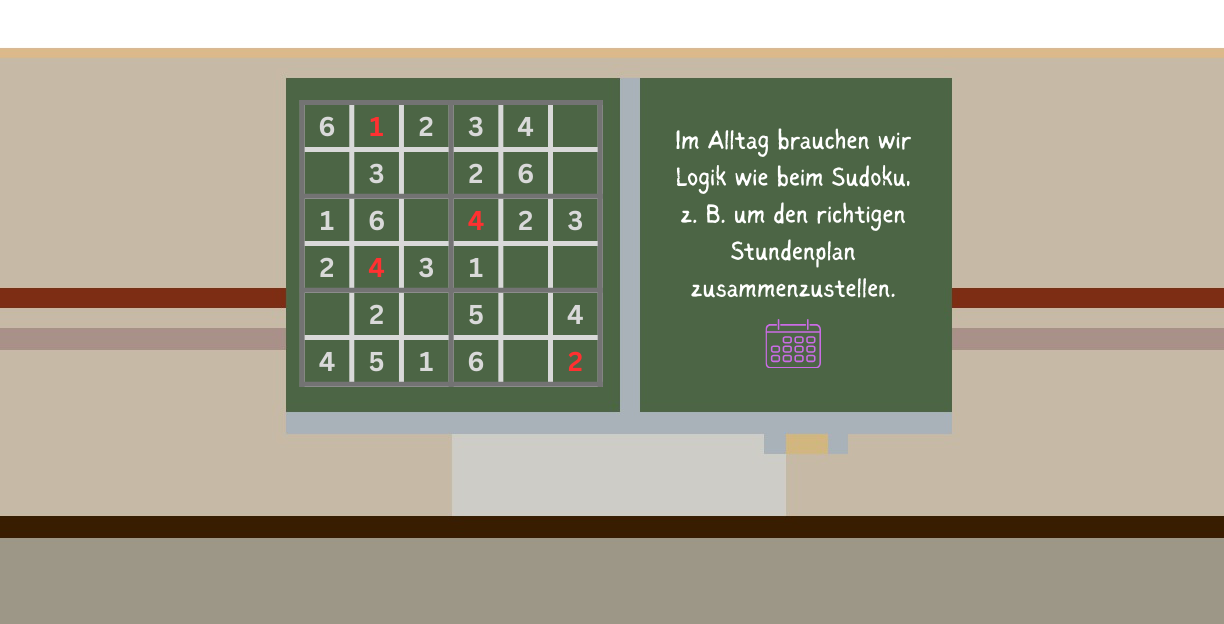 6 1 2 3 4
3 2 6
1 6 4 2 3
2 4 3 1
2 5 4
4 5 1 6 2
Im Alltag brauchen wir
Logik wie beim Sudoku.
z. B. um den richtigen
Stundenplan
zusammenzustellen.